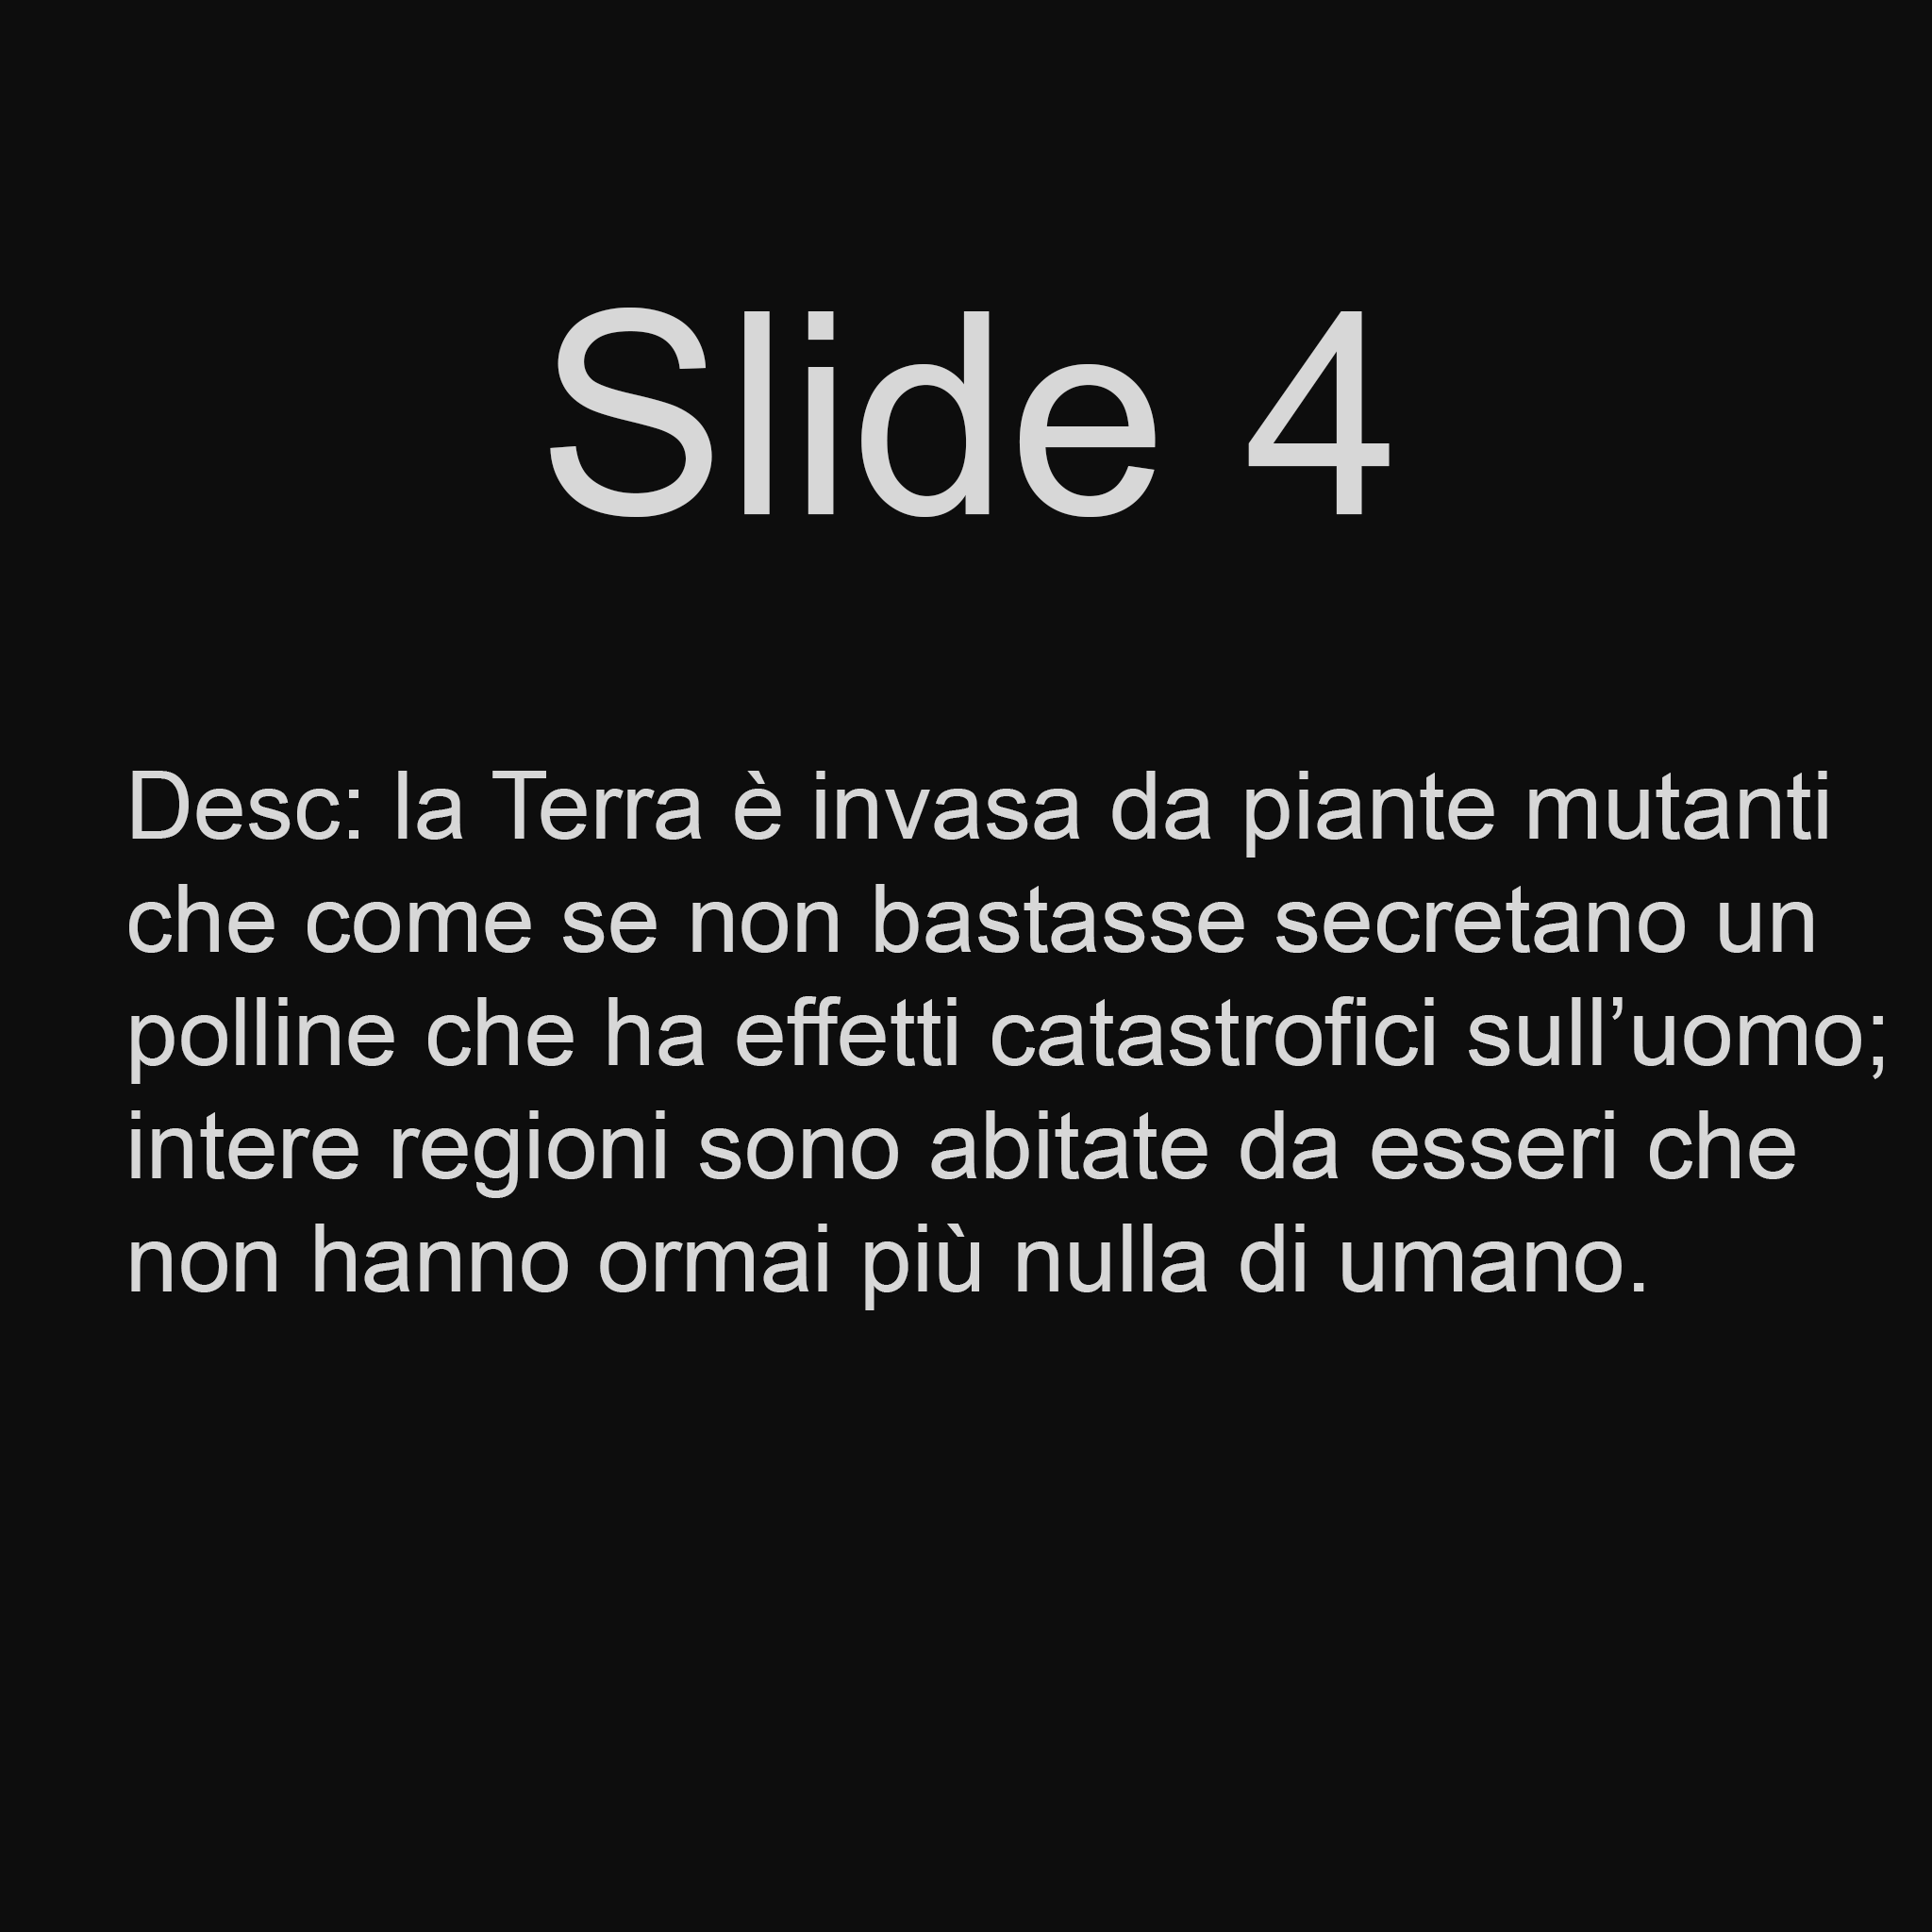 Slide 4
Desc: la Terra è invasa da piante mutanti
che come se non bastasse secretano un
polline che ha effetti catastrofici sull’uomo;
intere regioni sono abitate da esseri che
non hanno ormai più nulla di umano.